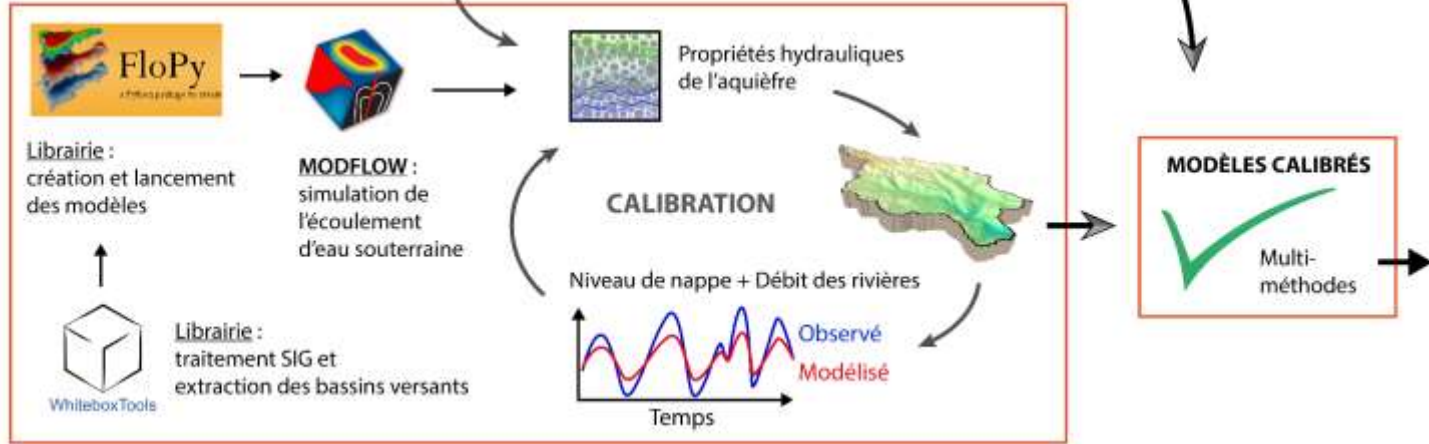 FloPy
Librairie :
création et lancement
des modèles
MODFLOW :
simulation de
l'écoulement
d'eau souterraine
WhiteboxTools
Librairie :
traitement SIG et
extraction des bassins versants
Propriétés hydrauliques
de l'aquièfre
CALIBRATION
Niveau de nappe + Débit des rivières
Observé
Modélisé
Temps
MODÈLES CALIBRÉS
Multi-
méthodes